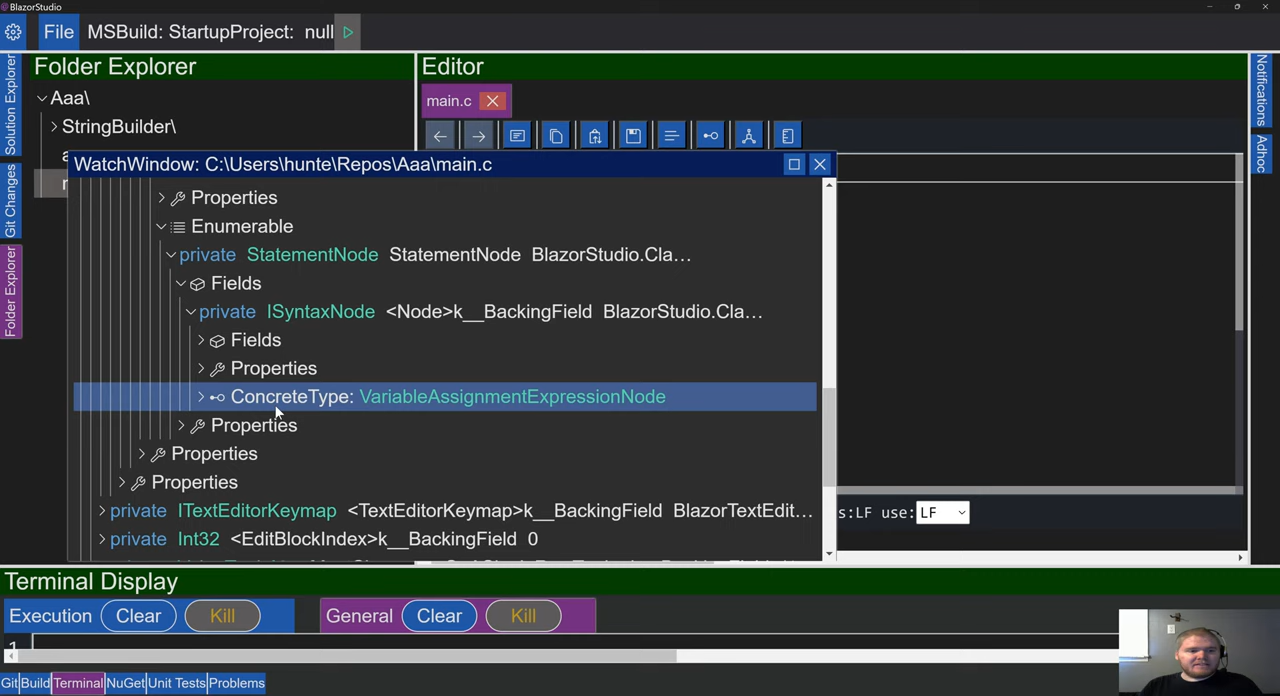 BlazorStudio
File MSBuild: StartupProject: null
Solution Explorer
Git Changes
Folder Explorer
Folder Explorer
Aaa\
StringBuilder\
Editor
main.c
WatchWindow: C:\Users\hunte\Repos\Aaa\main.c
Properties
Enumerable
private StatementNode StatementNode BlazorStudio.Cla...
Fields
private ISyntaxNode <Node>k__BackingField BlazorStudio.Cla...
Fields
Properties
ConcreteType: VariableAssignmentExpressionNode
Properties
Properties
Properties
private ITextEditorKeymap <TextEditorKeymap>k__BackingField BlazorTextEdit...
private Int32 <EditBlockIndex>k__BackingField 0
s:LF use: LF
Notifications
Adhoc
Terminal Display
Execution Clear Kill General Clear Kill
1
Git Build Terminal NuGet Unit Tests Problems